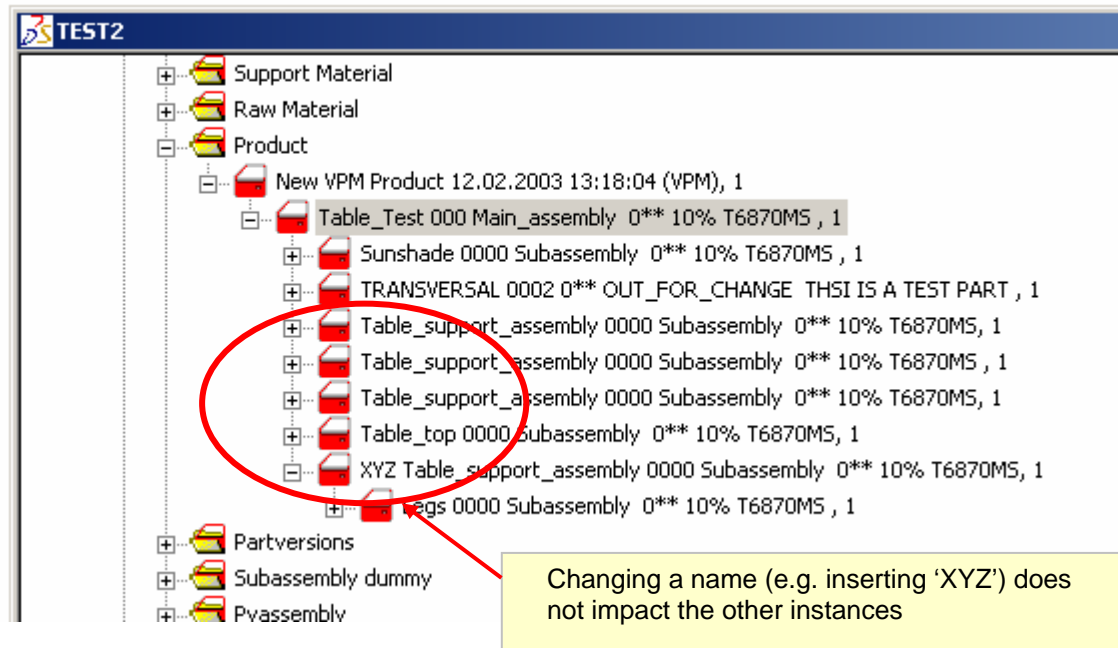 TEST2
Support Material
Raw Material
Product
New VPM Product 12.02.2003 13:18:04 (VPM), 1
Table_Test 000 Main_assembly 0** 10% T6870MS , 1
Sunshade 0000 Subassembly 0** 10% T6870MS , 1
TRANSVERSAL 0002 0** OUT_FOR_CHANGE THSI IS A TEST PART , 1
Table_support_assembly 0000 Subassembly 0** 10% T6870MS, 1
Table_support_assembly 0000 Subassembly 0** 10% T6870MS , 1
Table_support_assembly 0000 Subassembly 0** 10% T6870MS, 1
Table_top 0000 Subassembly 0** 10% T6870MS, 1
XYZ Table_support_assembly 0000 Subassembly 0** 10% T6870MS, 1
Legs 0000 Subassembly 0** 10% T6870MS , 1
Partversions
Subassembly dummy
Pvassembly
Changing a name (e.g. inserting ‘XYZ’) does
not impact the other instances